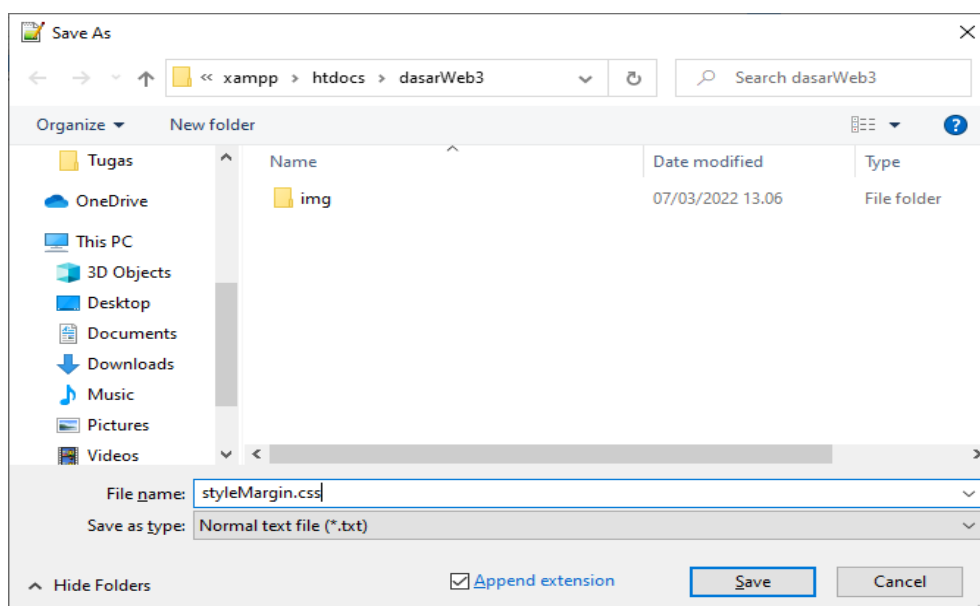 Save As
« xampp › htdocs › dasarWeb3
Search dasarWeb3
Organize
New folder
Name
Date modified
Type
Tugas
img
07/03/2022 13.06
File folder
OneDrive
This PC
3D Objects
Desktop
Documents
Downloads
Music
Pictures
Videos
File name: styleMargin.css
Save as type: Normal text file (*.txt)
Hide Folders
Append extension
Save
Cancel